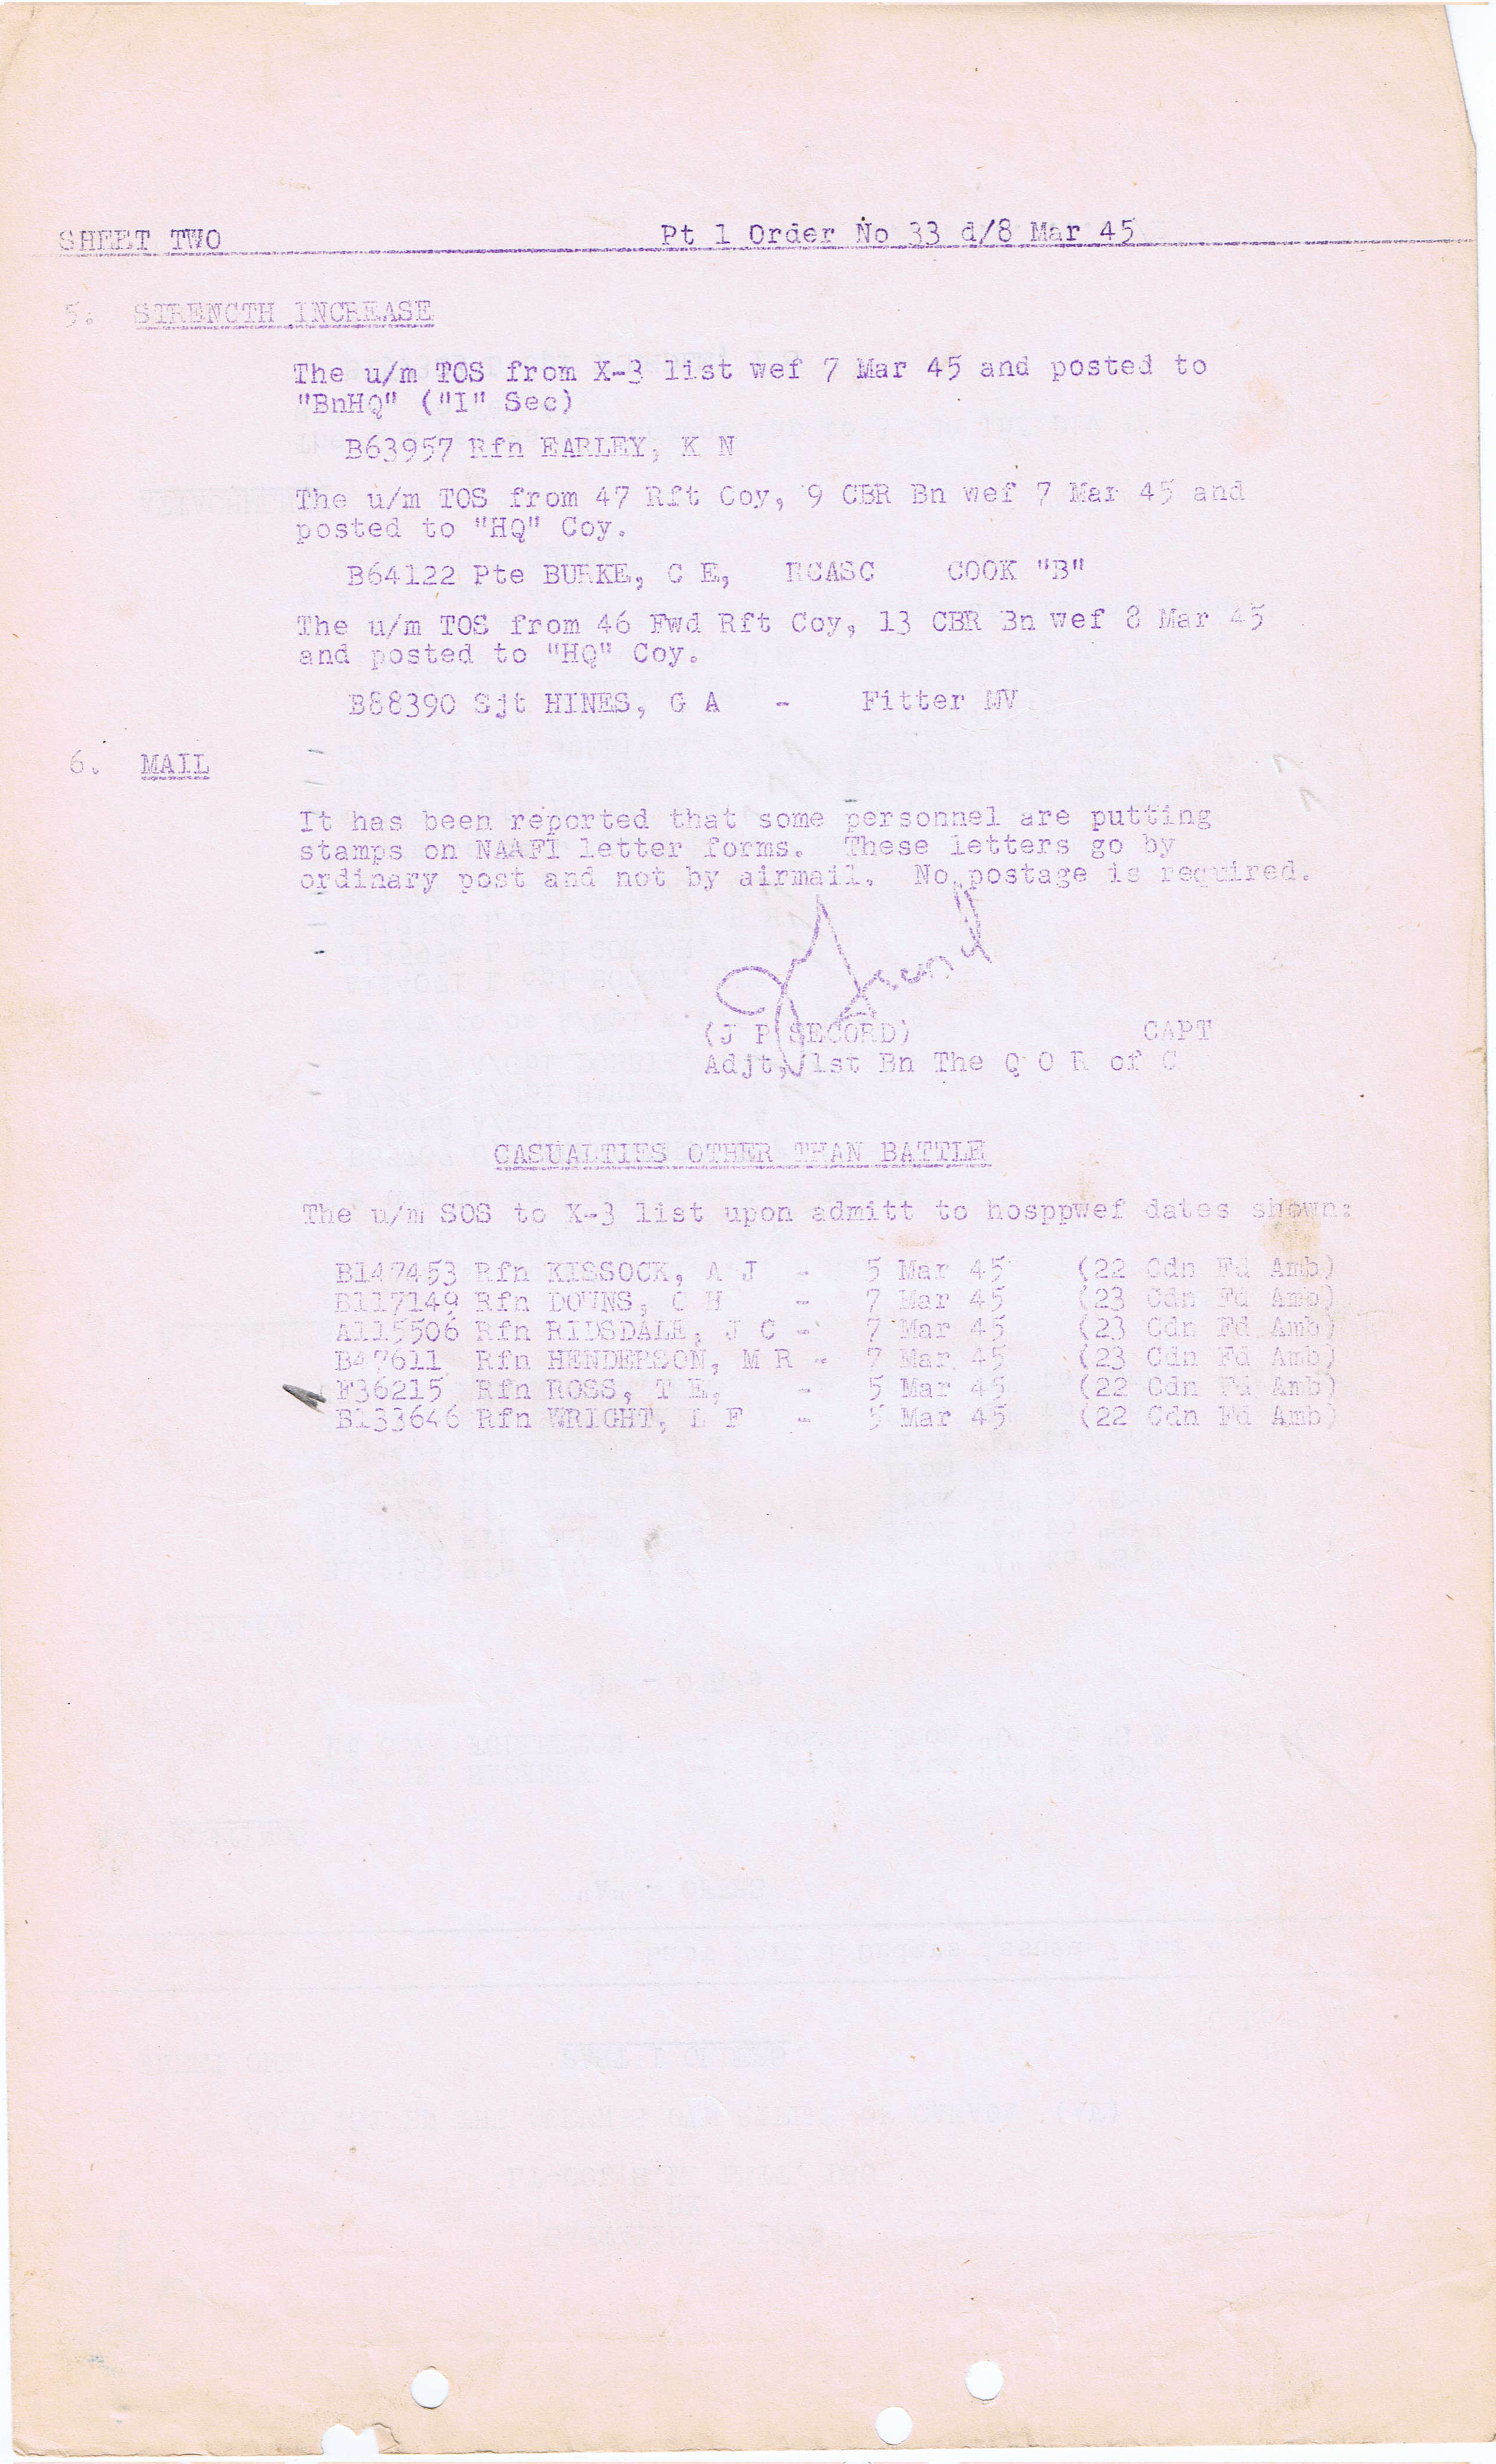 SHEET TWO Pt 1 Order No 33 d/8 Mar 45
5. STRENGTH INCREASE
The u/m TOS from X-3 list wef 7 Mar 45 and posted to
"BnHQ" ("I" Sec)
B63957 Rfn EARLEY, K N
The u/m TOS from 47 Rft Coy, 9 CBR Bn wef 7 Mar 45 and
posted to "HQ" Coy.
B64122 Pte BURKE, C E, RCASC COOK "B"
The u/m TOS from 46 Fwd Rft Coy, 13 CBR Bn wef 8 Mar 45
and posted to "HQ" Coy.
B88390 Sjt HINES, G A - Fitter MV
6. MAIL
It has been reported that some personnel are putting
stamps on NAAFI letter forms. These letters go by
ordinary post and not by airmail. No postage is required.
(J P SECORD) CAPT
Adjt, 1st Bn The Q O R of C
CASUALTIES OTHER THAN BATTLE
The u/m SOS to X-3 list upon admitt to hosppwef dates shown:
B147453 Rfn KISSOCK, A J - 5 Mar 45 (22 Cdn Fd Amb)
B117149 Rfn DOWNS, C H - 7 Mar 45 (23 Cdn Fd Amb)
A115506 Rfn RIDSDALE, J C - 7 Mar 45 (23 Cdn Fd Amb)
B47611 Rfn HENDERSON, M R - 7 Mar 45 (23 Cdn Fd Amb)
F36215 Rfn ROSS, T E, - 5 Mar 45 (22 Cdn Fd Amb)
B133646 Rfn WRIGHT, L F - 5 Mar 45 (22 Cdn Fd Amb)